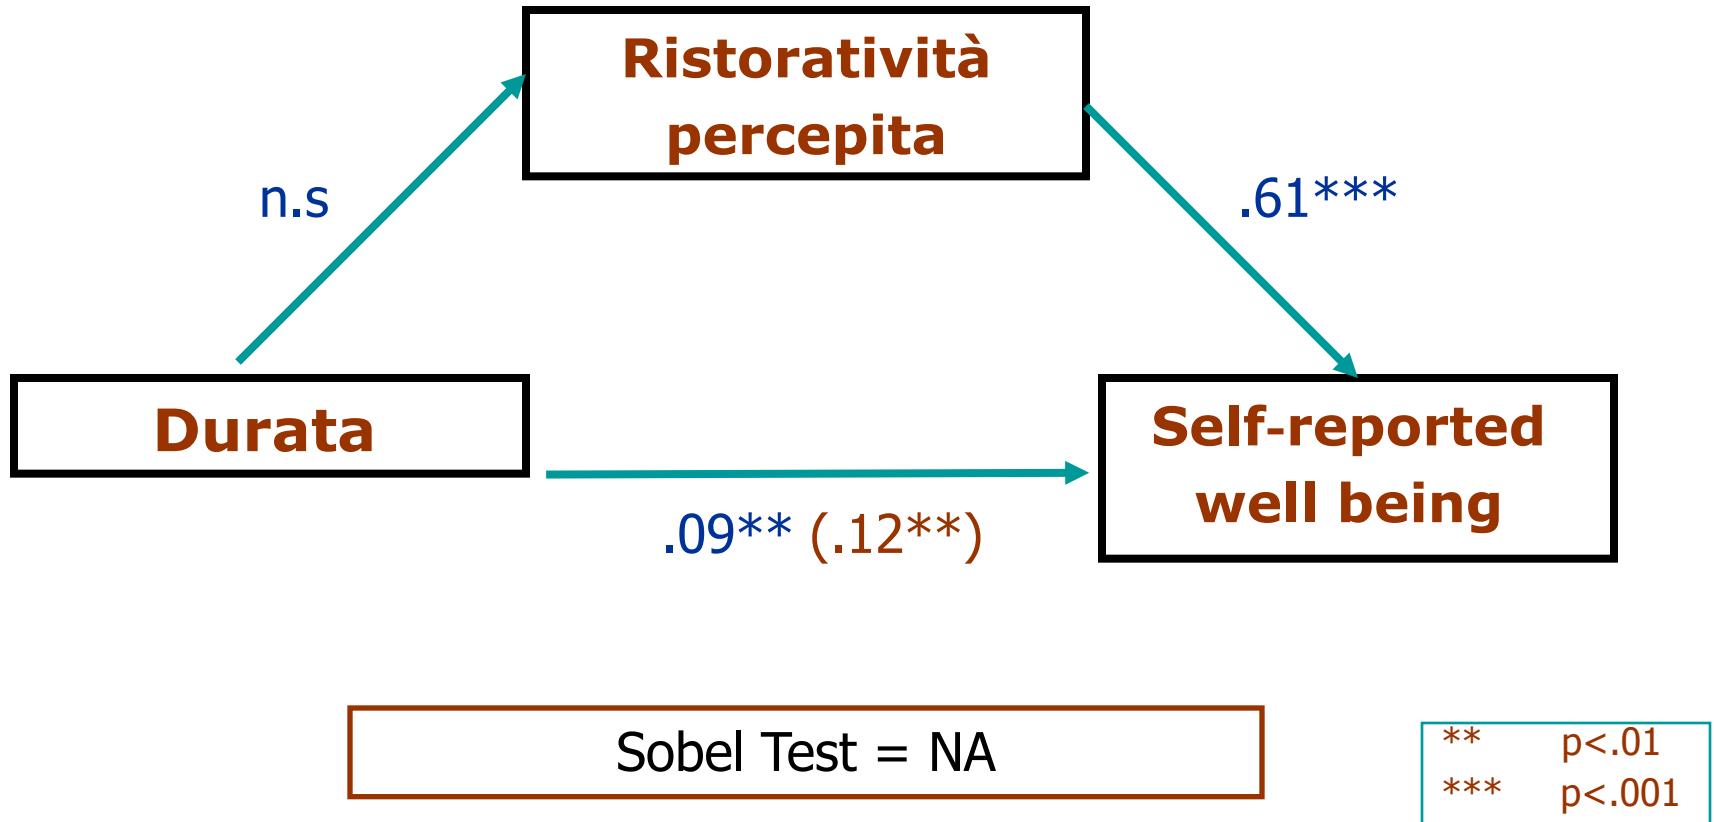 Ristoratività
percepita
n.s
.61***
Durata
Self-reported
well being
.09** (.12**)
Sobel Test = NA
** p<.01
*** p<.001